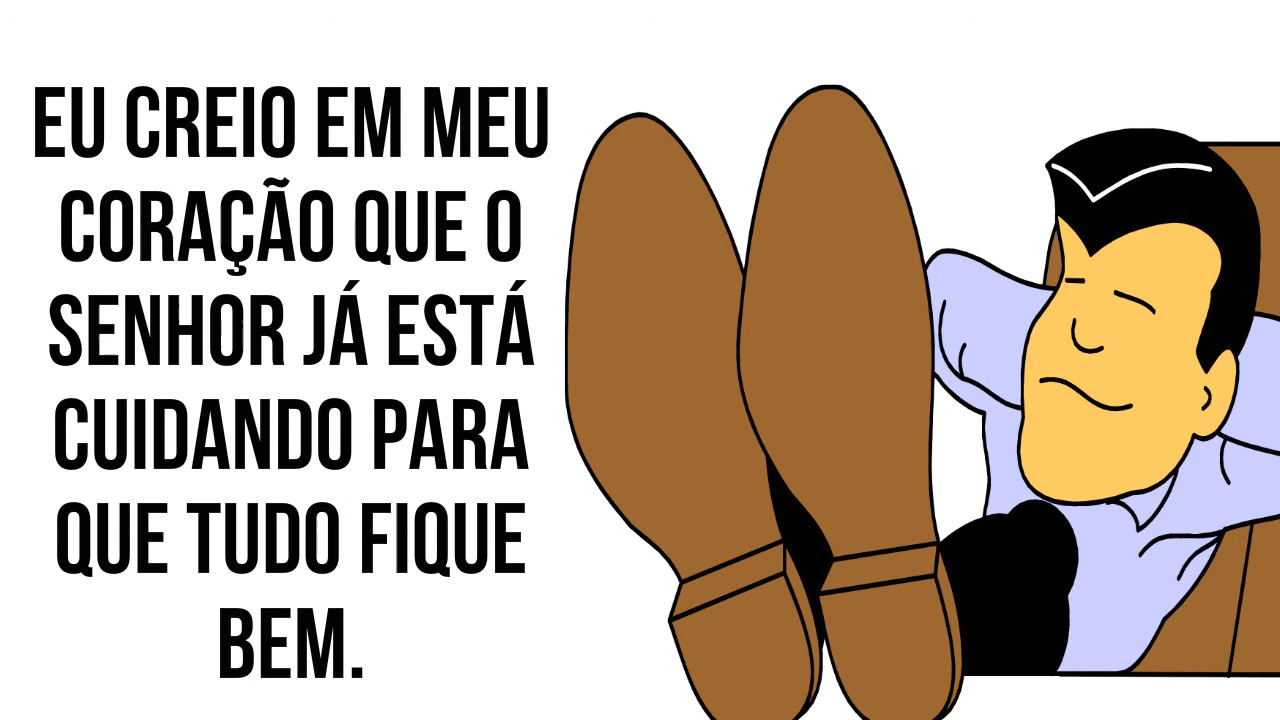 EU CREIO EM MEU
CORAÇÃO QUE O
SENHOR JÁ ESTÁ
CUIDANDO PARA
QUE TUDO FIQUE
BEM.